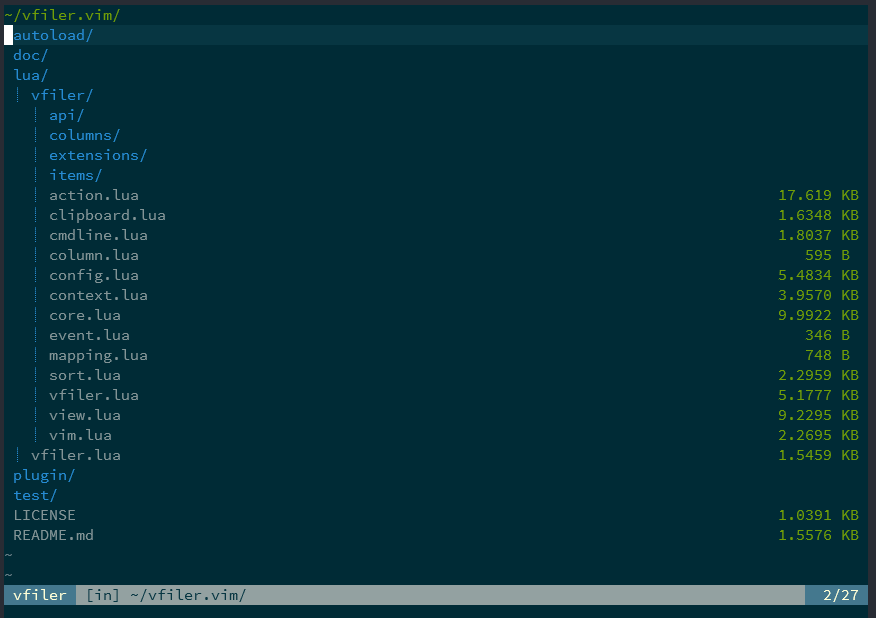 ~/vfiler.vim/
autoload/
doc/
lua/
vfiler/
api/
columns/
extensions/
items/
action.lua 17.619 KB
clipboard.lua 1.6348 KB
cmdline.lua 1.8037 KB
column.lua 595 B
config.lua 5.4834 KB
context.lua 3.9570 KB
core.lua 9.9922 KB
event.lua 346 B
mapping.lua 748 B
sort.lua 2.2959 KB
vfiler.lua 5.1777 KB
view.lua 9.2295 KB
vim.lua 2.2695 KB
vfiler.lua 1.5459 KB
plugin/
test/
LICENSE 1.0391 KB
README.md 1.5576 KB
~
~
vfiler [in] ~/vfiler.vim/ 2/27